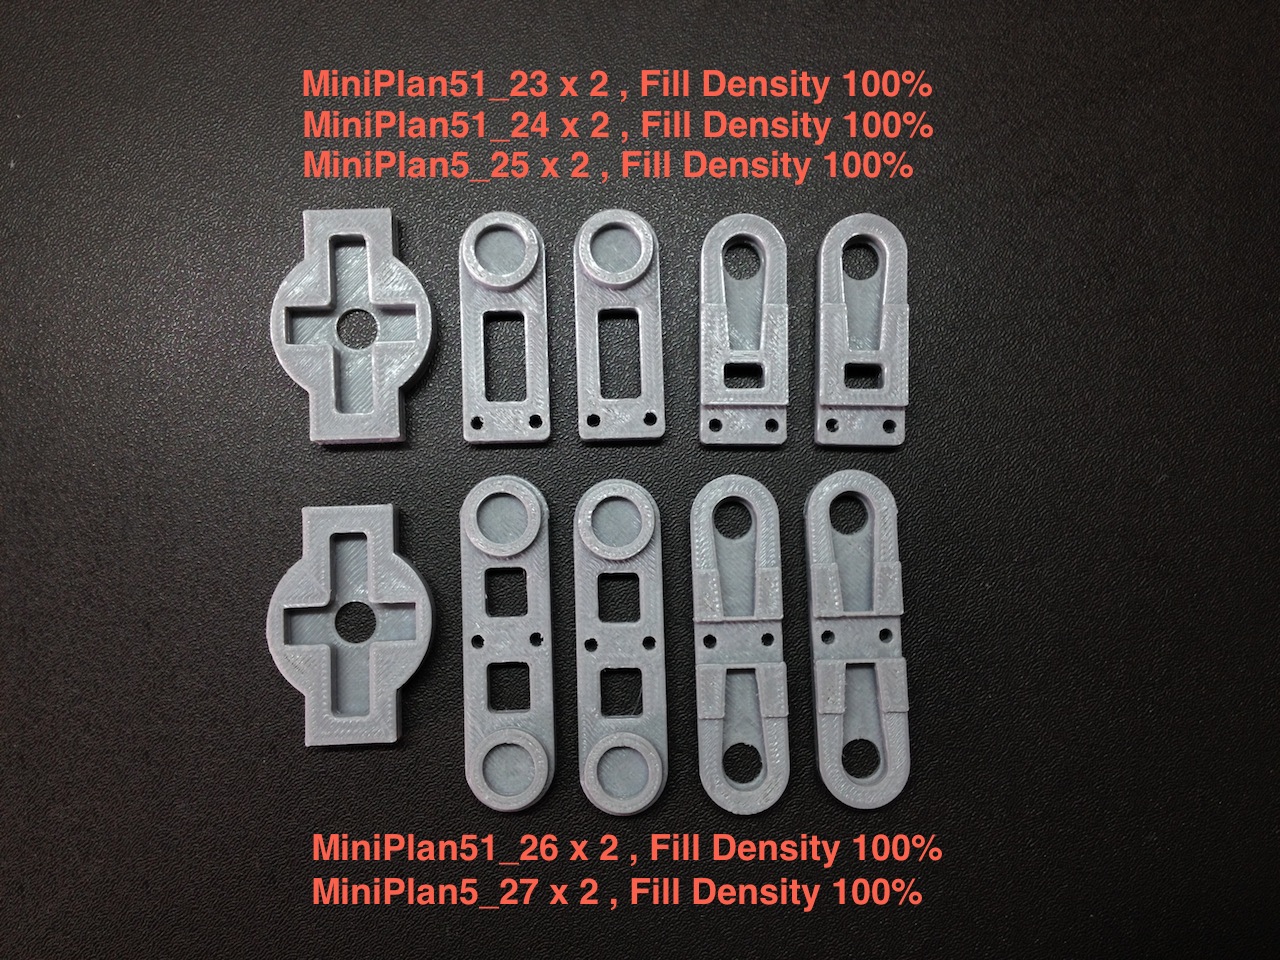 MiniPlan51_23 x 2 , Fill Density 100%
MiniPlan51_24 x 2 , Fill Density 100%
MiniPlan5_25 x 2 , Fill Density 100%
MiniPlan51_26 x 2 , Fill Density 100%
MiniPlan5_27 x 2 , Fill Density 100%